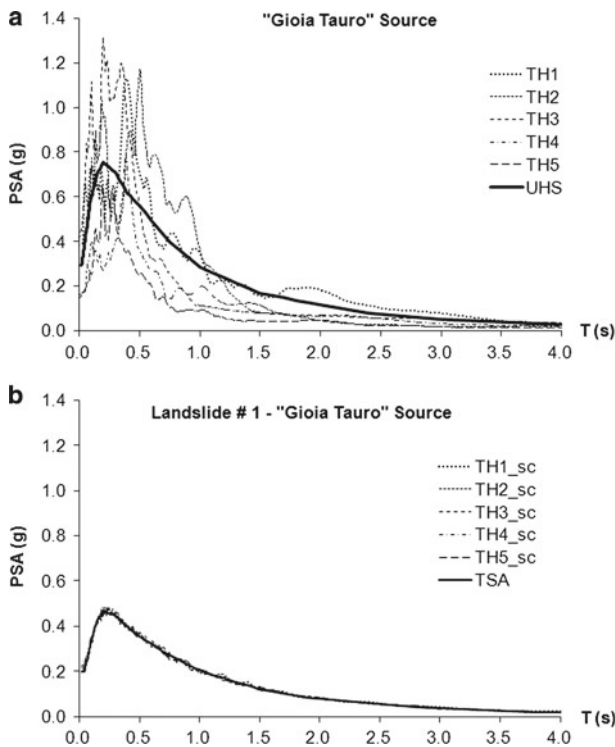 a
"Gioia Tauro" Source
1.4
1.2
1.0
0.8
0.6
0.4
0.2
0.0
PSA (g)
TH1
TH2
TH3
TH4
TH5
UHS
0.0 0.5 1.0 1.5 2.0 2.5 3.0 3.5 4.0
T (s)
b
Landslide # 1 - "Gioia Tauro" Source
1.4
1.2
1.0
0.8
0.6
0.4
0.2
0.0
PSA (g)
TH1_sc
TH2_sc
TH3_sc
TH4_sc
TH5_sc
TSA
0.0 0.5 1.0 1.5 2.0 2.5 3.0 3.5 4.0
T (s)